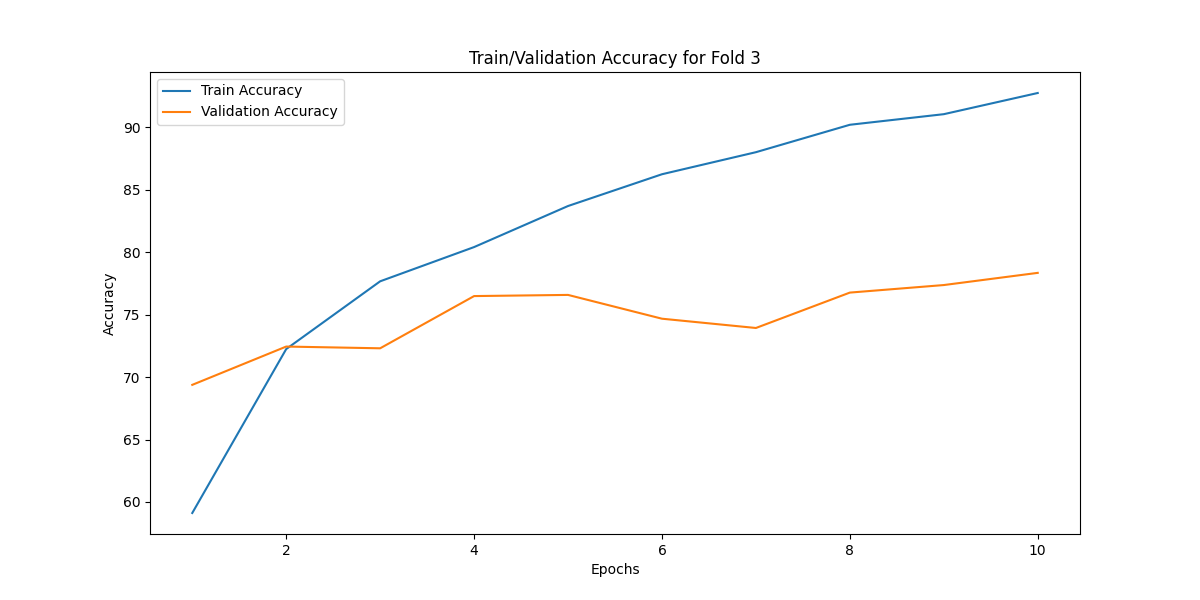 Train/Validation Accuracy for Fold 3
Train Accuracy
Validation Accuracy
90
85
80
75
70
65
60
Accuracy
2 4 6 8 10
Epochs